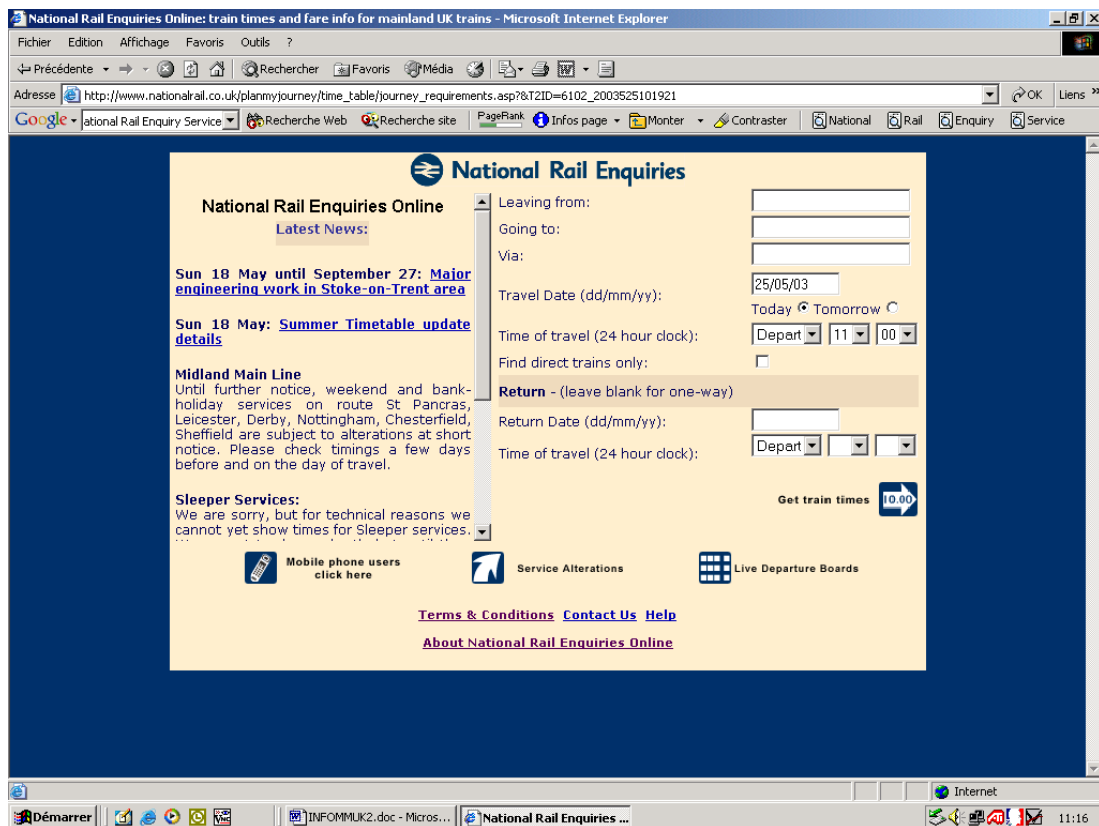 National Rail Enquiries Online: train times and fare info for mainland UK trains - Microsoft Internet Explorer
Fichier Edition Affichage Favoris Outils ?
Précédente Rechercher Favoris Média
Adresse http://www.nationalrail.co.uk/planmyjourney/time_table/journey_requirements.asp?&T2ID=6102_2003525101921 OK Liens »
Google ational Rail Enquiry Service Recherche Web Recherche site PageRank Infos page Monter Contraster National Rail Enquiry Service
National Rail Enquiries
National Rail Enquiries Online
Latest News:
Sun 18 May until September 27: Major
engineering work in Stoke-on-Trent area
Sun 18 May: Summer Timetable update
details
Midland Main Line
Until further notice, weekend and bank-
holiday services on route St Pancras,
Leicester, Derby, Nottingham, Chesterfield,
Sheffield are subject to alterations at short
notice. Please check timings a few days
before and on the day of travel.
Sleeper Services:
We are sorry, but for technical reasons we
cannot yet show times for Sleeper services.
Leaving from:
Going to:
Via:
Travel Date (dd/mm/yy): 25/05/03
Today Tomorrow
Time of travel (24 hour clock): Depart 11 00
Find direct trains only:
Return - (leave blank for one-way)
Return Date (dd/mm/yy):
Time of travel (24 hour clock): Depart
Get train times 10.00
Mobile phone users
click here
Service Alterations
Live Departure Boards
Terms & Conditions Contact Us Help
About National Rail Enquiries Online
Internet
Démarrer INFOMMUK2.doc - Micros... National Rail Enquiries ... 11:16